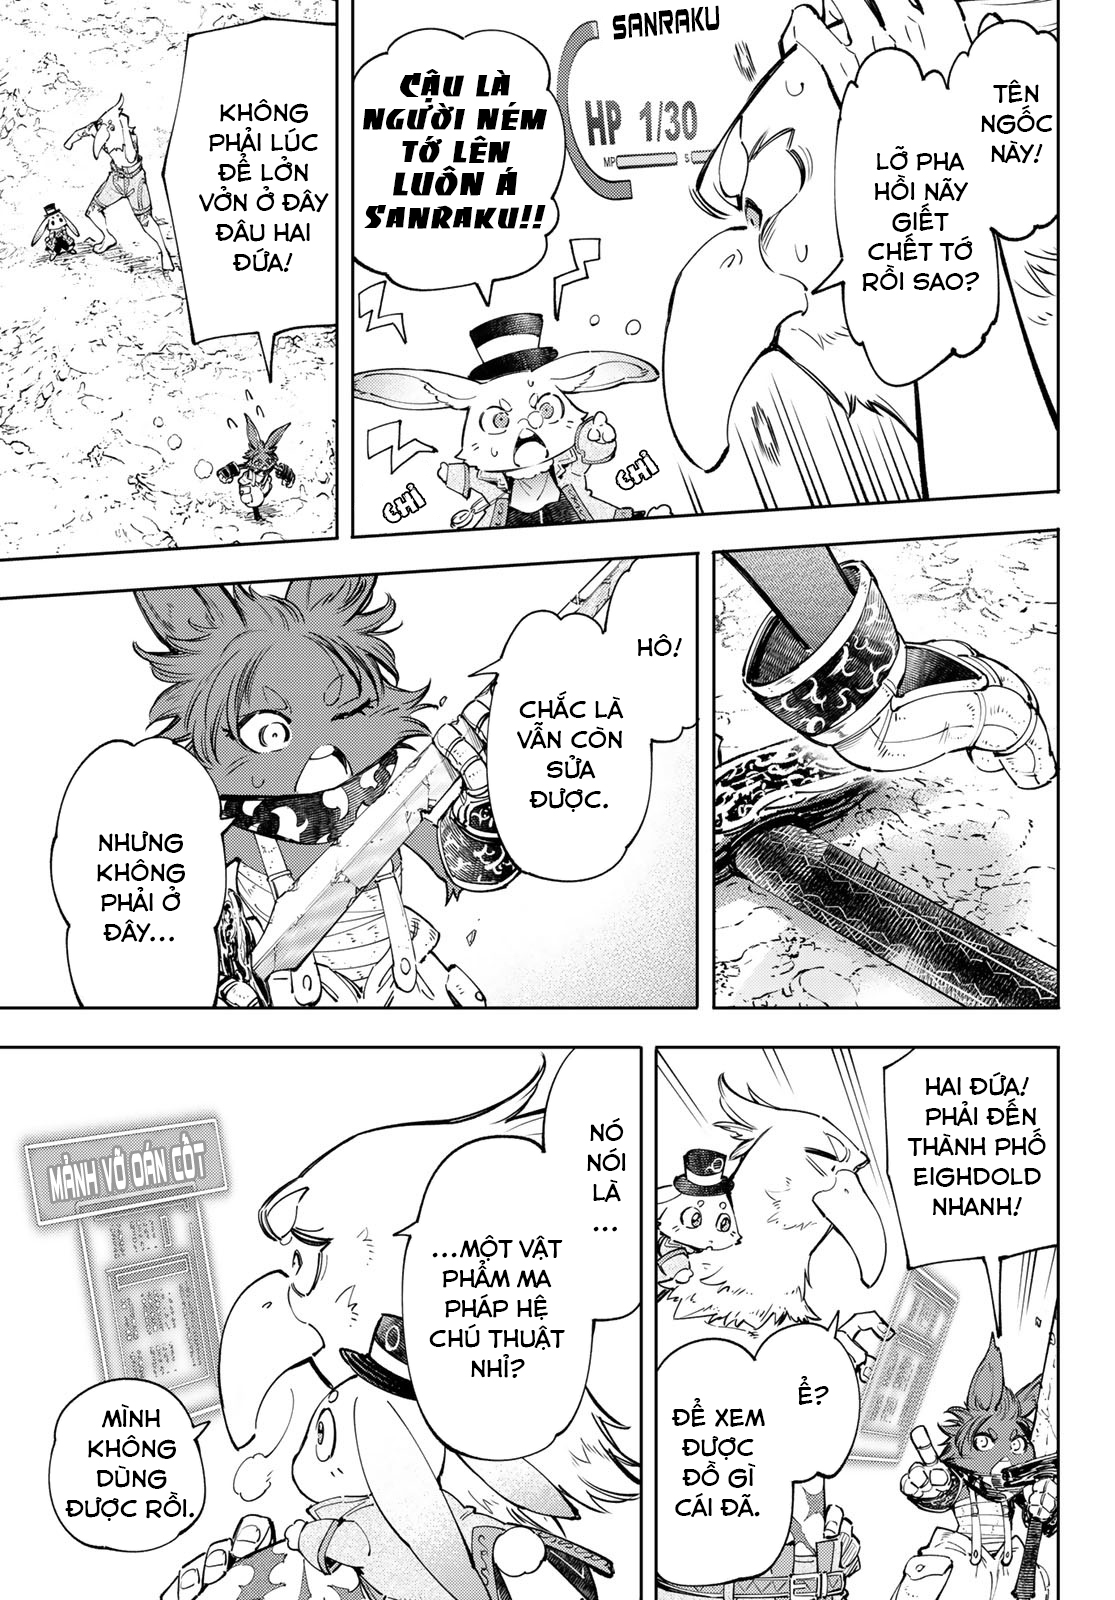 TÊN
NGỐC
NÀY!
LỠ PHA
HỒI NÃY
GIẾT
CHẾT TỚ
RỒI SAO?
SANRAKU
HP 1/30
MP
5
CẬU LÀ
NGƯỜI NÉM
TỚ LÊN
LUÔN Á
SANRAKU!!
CHỈ
CHỈ
KHÔNG
PHẢI LÚC
ĐỂ LỞN
VỞN Ở ĐÂY
ĐÂU HAI
ĐỨA!
HÔ!
CHẮC LÀ
VẪN CÒN
SỬA
ĐƯỢC.
NHƯNG
KHÔNG
PHẢI Ở
ĐÂY...
HAI ĐỨA!
PHẢI ĐẾN
THÀNH PHỐ
EIGHDOLD
NHANH!
Ể?
ĐỂ XEM
ĐƯỢC
ĐỒ GÌ
CÁI ĐÃ.
NÓ
NÓI
LÀ
...
...MỘT VẬT
PHẨM MA
PHÁP HỆ
CHÚ THUẬT
NHỈ?
MẢNH VỠ OÁN CỐT
MÌNH
KHÔNG
DÙNG
ĐƯỢC RỒI.